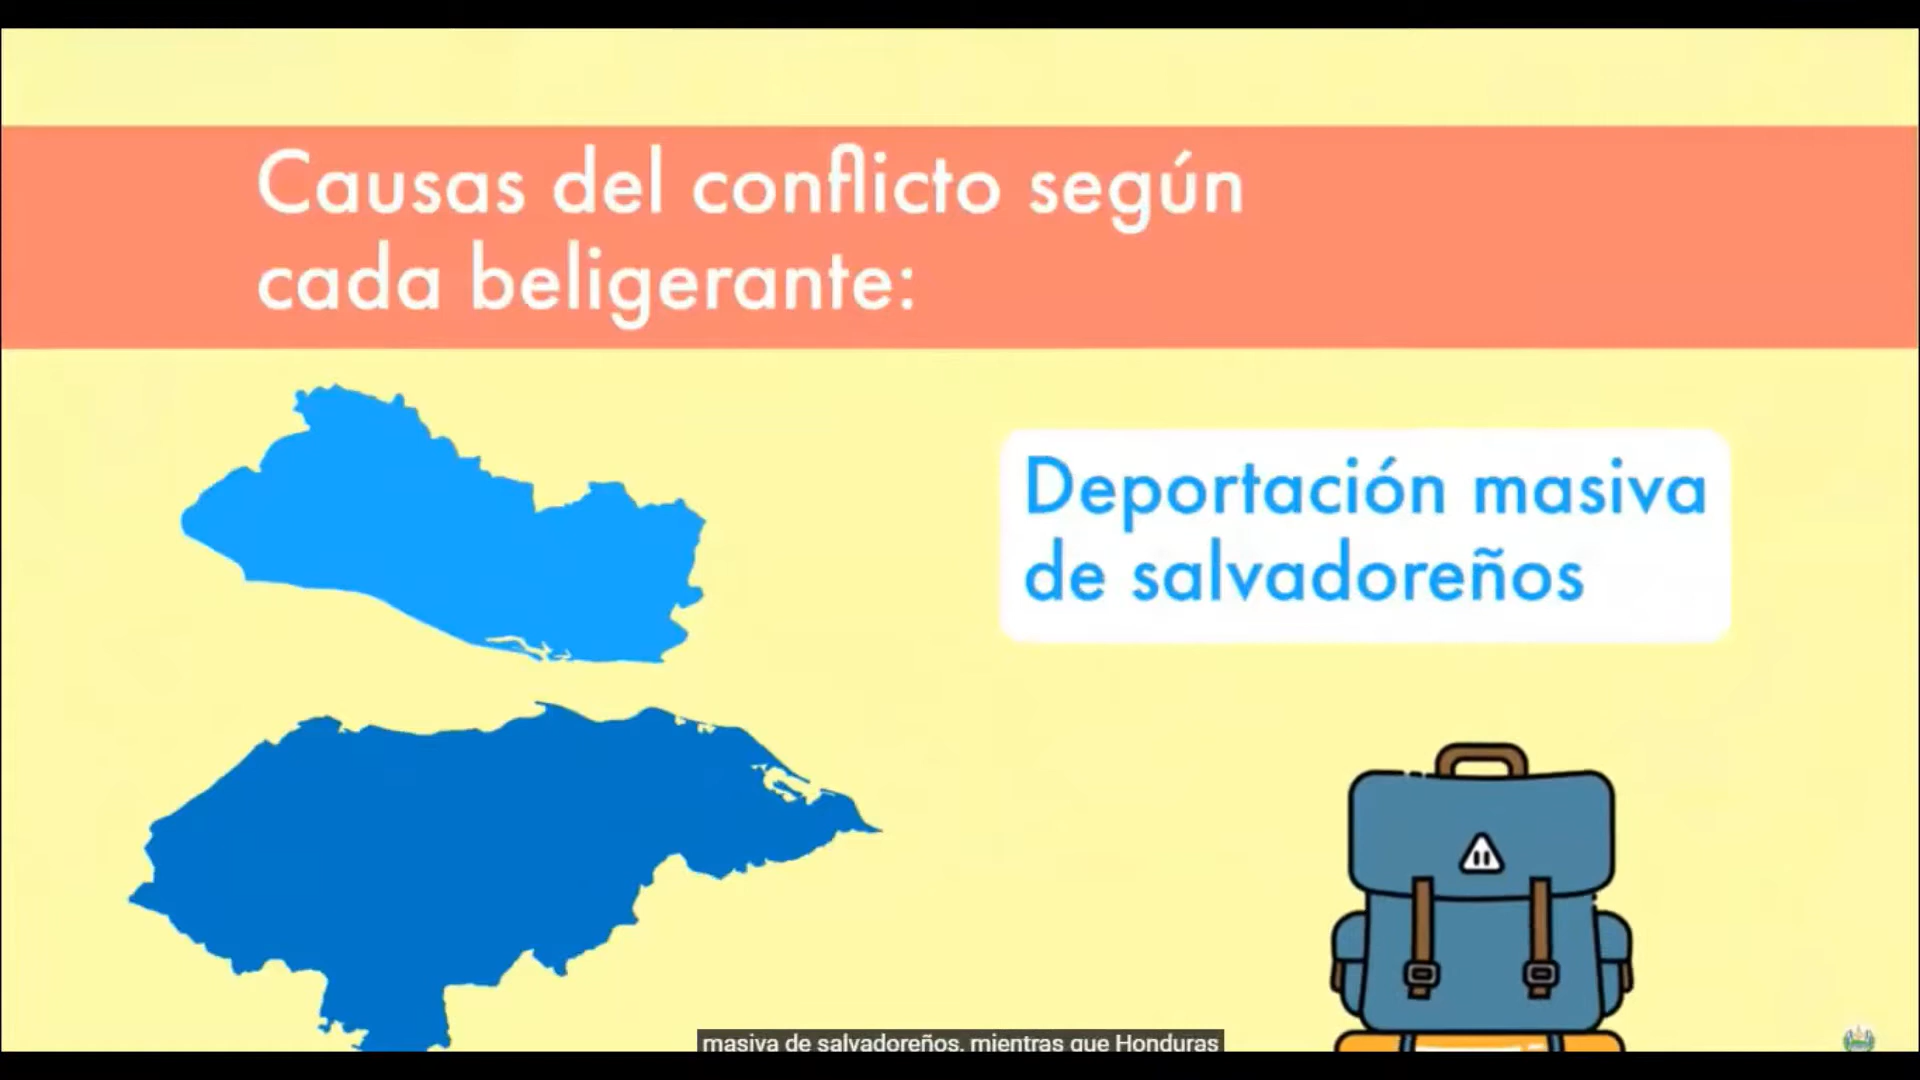 Causas del conflicto según
cada beligerante:
Deportación masiva
de salvadoreños
masiva de salvadoreños, mientras que Honduras